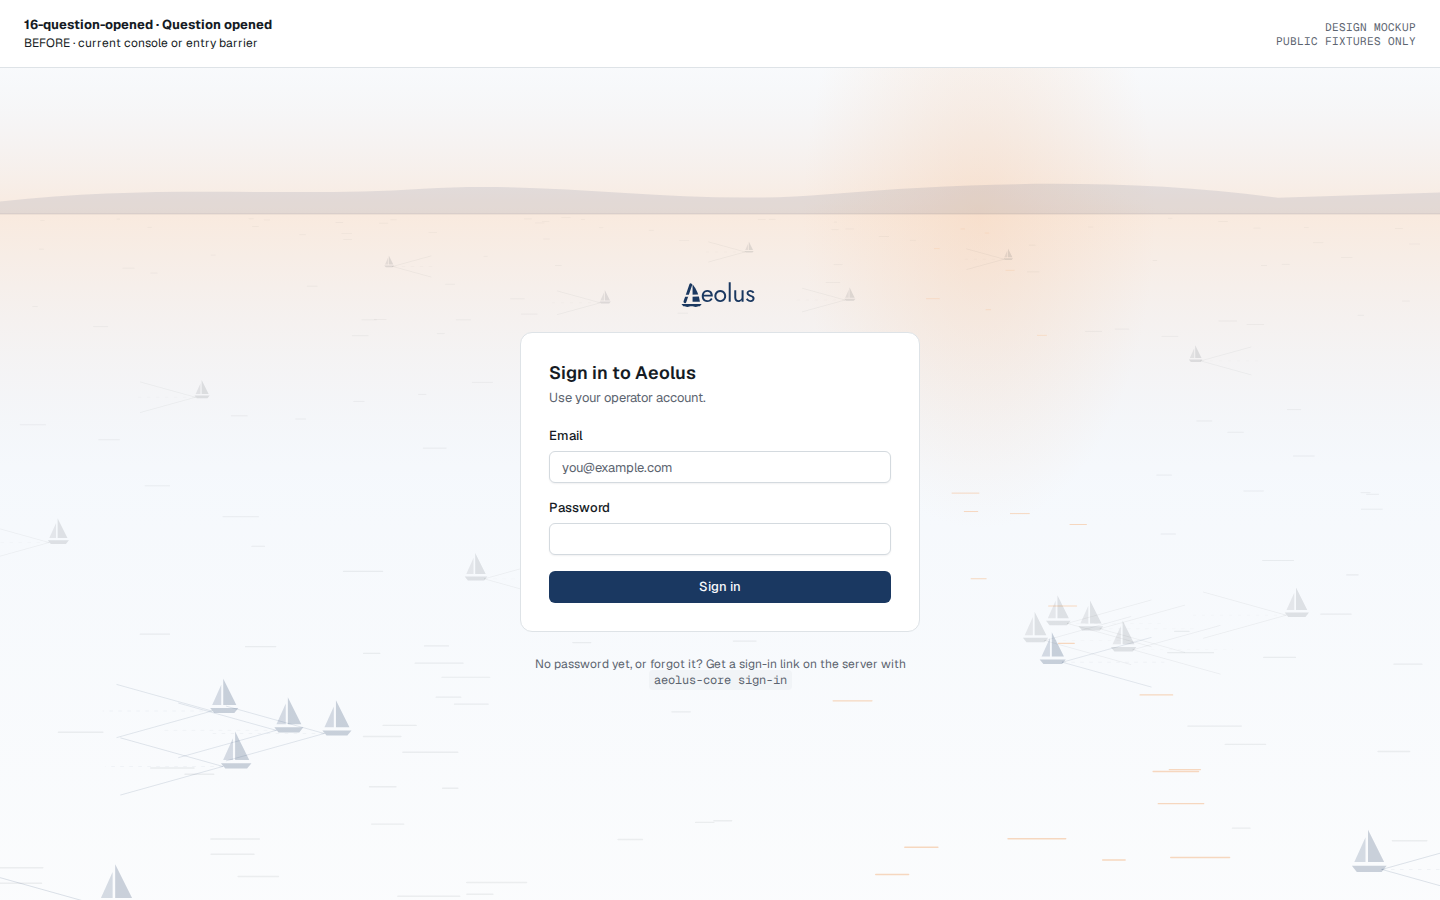 16-question-opened · Question opened
BEFORE · current console or entry barrier
DESIGN MOCKUP
PUBLIC FIXTURES ONLY
Aeolus
Sign in to Aeolus
Use your operator account.
Email
you@example.com
Password
Sign in
No password yet, or forgot it? Get a sign-in link on the server with
aeolus-core sign-in